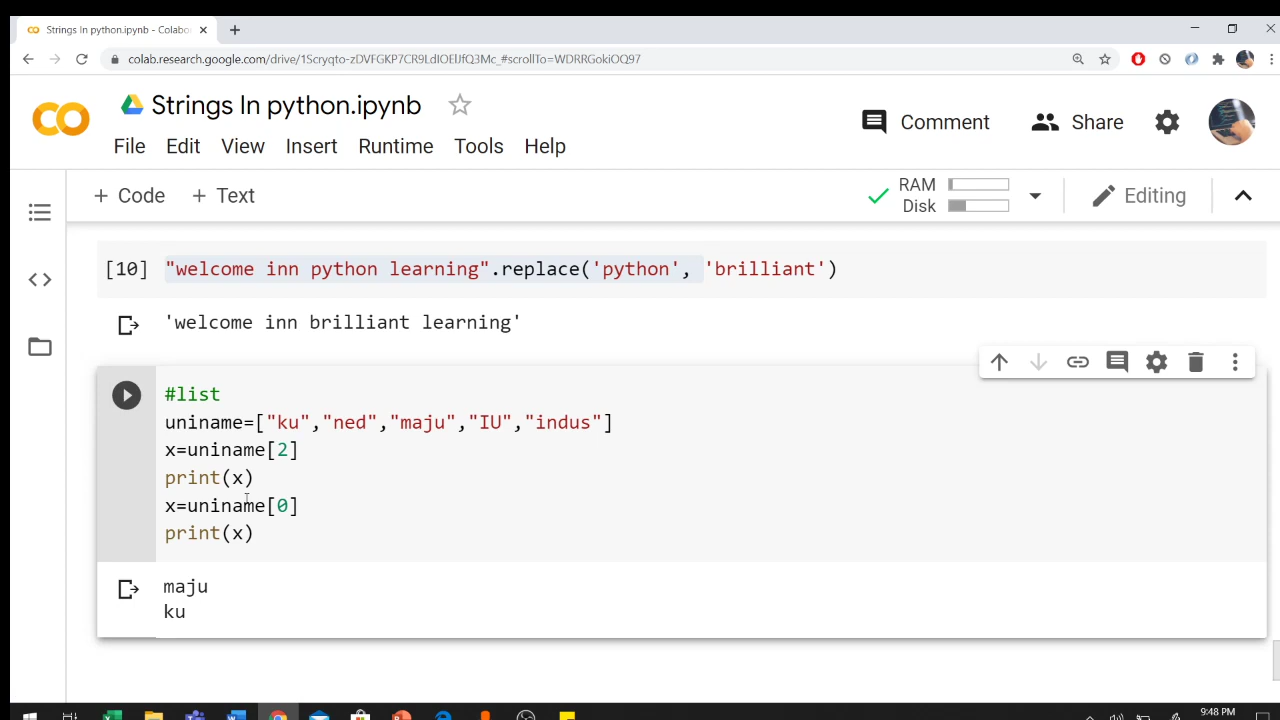 Strings In python.ipynb - Colabo
colab.research.google.com/drive/1Scryqto-zDVFGKP7CR9LdIOElJfQ3Mc_#scrollTo=WDRRGokiOQ97
Strings In python.ipynb
Comment
Share
File Edit View Insert Runtime Tools Help
+ Code + Text
RAM
Disk
Editing
[10] "welcome inn python learning".replace('python', 'brilliant')
'welcome inn brilliant learning'
#list
uniname=["ku","ned","maju","IU","indus"]
x=uniname[2]
print(x)
x=uniname[0]
print(x)
maju
ku
9:48 PM